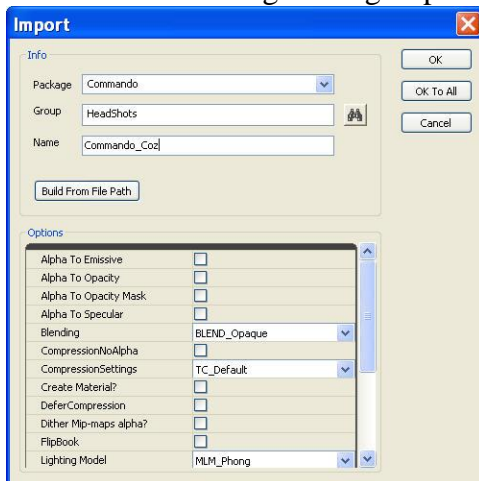 Import
Info
Package Commando
Group HeadShots
Name Commando_Coz
Build From File Path
OK
OK To All
Cancel
Options
Alpha To Emissive
Alpha To Opacity
Alpha To Opacity Mask
Alpha To Specular
Blending BLEND_Opaque
CompressionNoAlpha
CompressionSettings TC_Default
Create Material?
DeferCompression
Dither Mip-maps alpha?
FlipBook
Lighting Model MLM_Phong